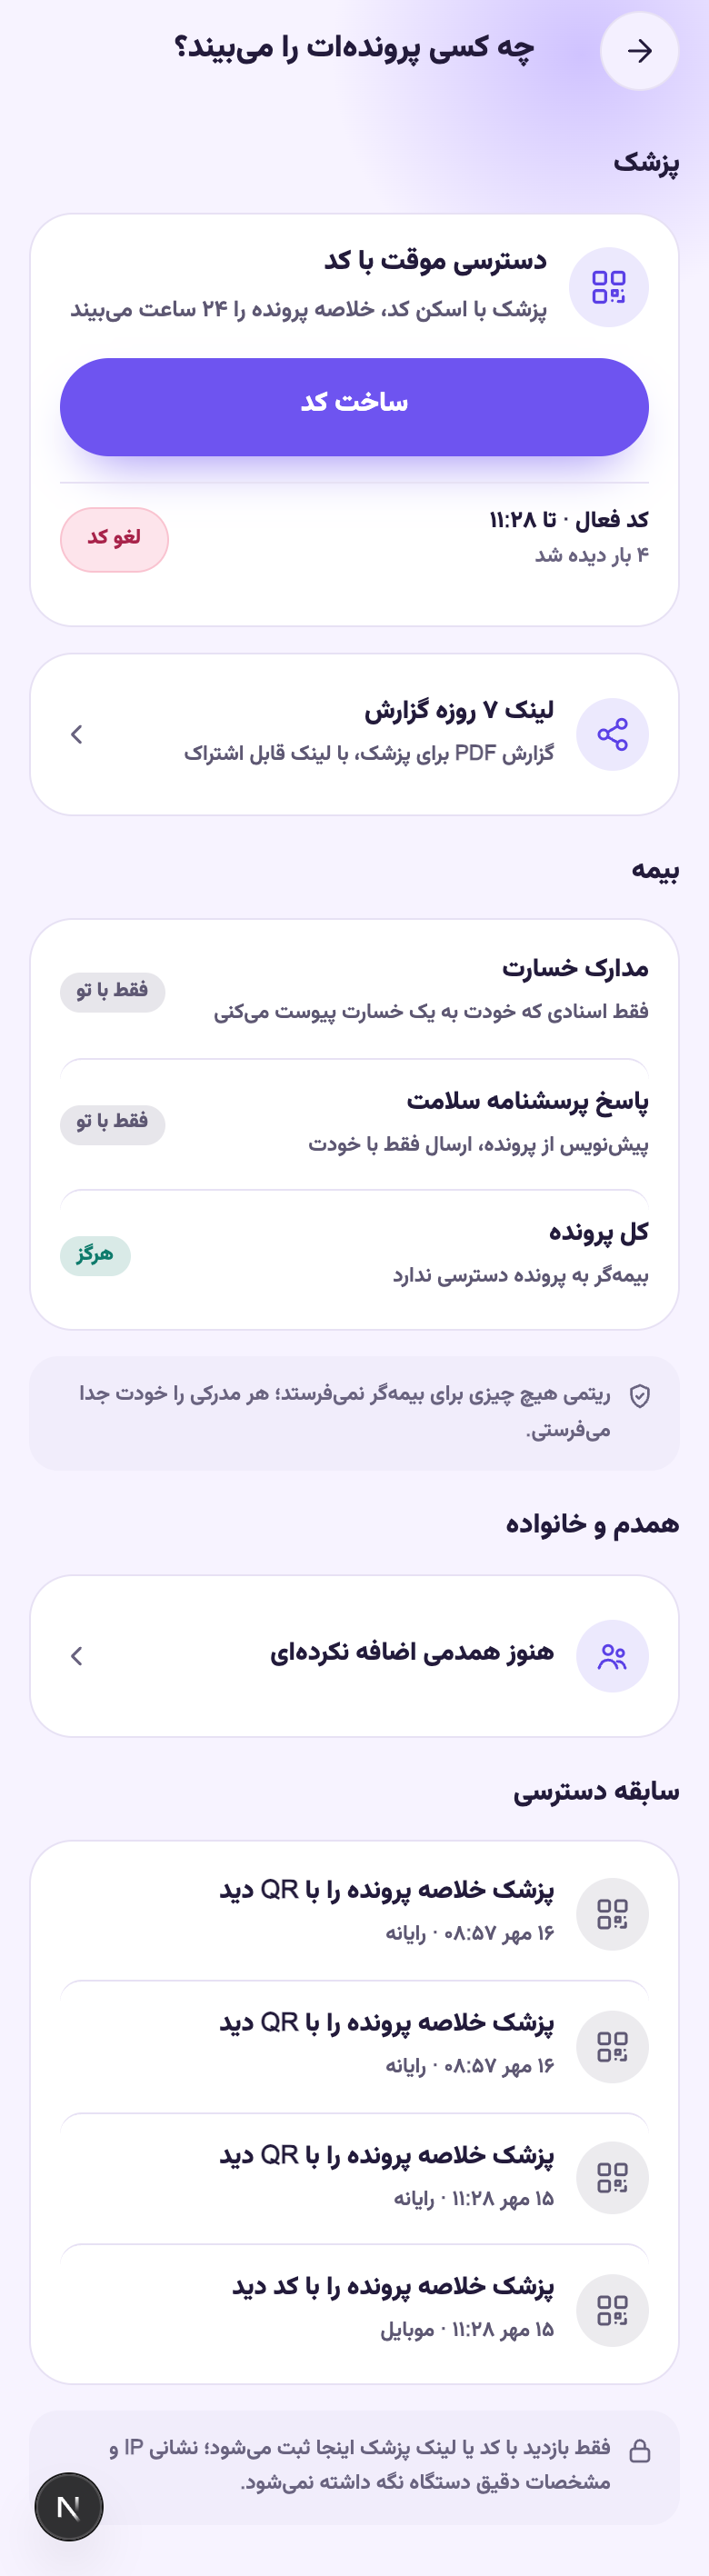 چه کسی پرونده‌ات را می‌بیند؟
پزشک
دسترسی موقت با کد
پزشک با اسکن کد، خلاصه پرونده را ۲۴ ساعت می‌بیند
ساخت کد
کد فعال · تا ۱۱:۲۸
۴ بار دیده شد
لغو کد
لینک ۷ روزه گزارش
گزارش PDF برای پزشک، با لینک قابل اشتراک
بیمه
مدارک خسارت
فقط اسنادی که خودت به یک خسارت پیوست می‌کنی
فقط با تو
پاسخ پرسشنامه سلامت
پیش‌نویس از پرونده، ارسال فقط با خودت
فقط با تو
کل پرونده
بیمه‌گر به پرونده دسترسی ندارد
هرگز
ریتمی هیچ چیزی برای بیمه‌گر نمی‌فرستد؛ هر مدرکی را خودت جدا
می‌فرستی.
همدم و خانواده
هنوز همدمی اضافه نکرده‌ای
سابقه دسترسی
پزشک خلاصه پرونده را با QR دید
۱۶ مهر ۰۸:۵۷ · رایانه
پزشک خلاصه پرونده را با QR دید
۱۶ مهر ۰۸:۵۷ · رایانه
پزشک خلاصه پرونده را با QR دید
۱۵ مهر ۱۱:۲۸ · رایانه
پزشک خلاصه پرونده را با کد دید
۱۵ مهر ۱۱:۲۸ · موبایل
فقط بازدید با کد یا لینک پزشک اینجا ثبت می‌شود؛ نشانی IP و
مشخصات دقیق دستگاه نگه داشته نمی‌شود.
N